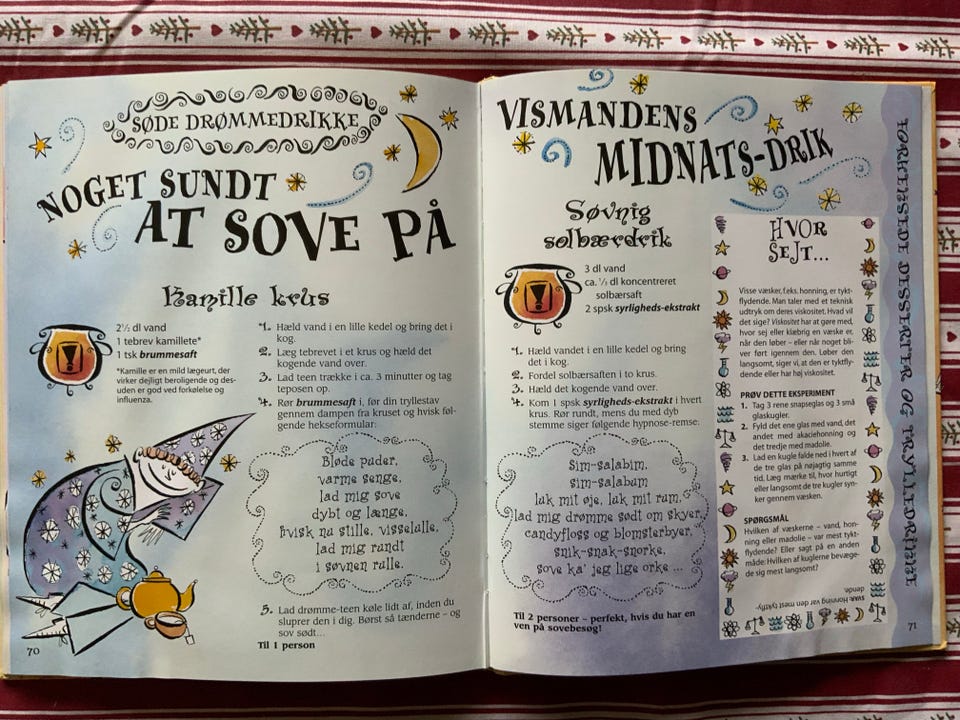 SØDE DRØMMEDRIKKE
NOGET SUNDT
AT SOVE PÅ
Kamille krus
2½ dl vand
1 tebrev kamillete*
1 tsk brummesaft
*Kamille er en mild lægeurt, der
virker dejligt beroligende og des-
uden er god ved forkølelse og
influenza.
1. Hæld vand i en lille kedel og bring det i
kog.
2. Læg tebrevet i et krus og hæld det
kogende vand over.
3. Lad teen trække i ca. 3 minutter og tag
teposen op.
4. Rør brummesaft i, før din tryllestav
gennem dampen fra kruset og hvisk føl-
gende hekseformular:
Bløde puder,
varme senge,
lad mig sove
dybt og længe,
hvisk nu stille, visselulle,
lad mig rundt
i søvnen rulle.
5. Lad drømme-teen køle lidt af, inden du
sluprer den i dig. Børst så tænderne – og
sov sødt...
Til 1 person
70
VISMANDENS
MIDNATS-DRIK
Søvnig
solbærdrik
3 dl vand
ca. ⅓ dl koncentreret
solbærsaft
2 spsk syrligheds-ekstrakt
1. Hæld vandet i en lille kedel og bring
det i kog.
2. Fordel solbærsaften i to krus.
3. Hæld det kogende vand over.
4. Kom 1 spsk syrligheds-ekstrakt i hvert
krus. Rør rundt, mens du med dyb
stemme siger følgende hypnose-remse:
Sim-salabim,
sim-salabum
luk mit øje, luk mit rum,
lad mig drømme sødt om skyer,
candyfloss og blomsterbyer,
snik-snak-snorke,
sove ka' jeg lige orke ...
Til 2 personer – perfekt, hvis du har en
ven på sovebesøg!
HVOR
SEJT...
Visse væsker, f.eks. honning, er tykt-
flydende. Man taler med et teknisk
udtryk om deres viskositet. Hvad vil
det sige? Viskositet har at gøre med,
hvor sej eller klæbrig en væske er,
når den løber – eller når noget bli-
ver ført igennem den. Løber den
langsomt, siger vi, at den er tyktfly-
dende eller har høj viskositet.
PRØV DETTE EKSPERIMENT
1. Tag 3 rene snapseglas og 3 små
glaskugler.
2. Fyld det ene glas med vand, det
andet med akaciehonning og
det tredje med madolie.
3. Lad en kugle falde ned i hvert af
de tre glas på nøjagtig samme
tid. Læg mærke til, hvor hurtigt
eller langsomt de tre kugler syn-
ker gennem væsken.
SPØRGSMÅL
Hvilken af væskerne – vand, hon-
ning eller madolie – var mest tykt-
flydende? Eller sagt på en anden
måde: Hvilken af kuglerne bevæge-
de sig mest langsomt?
SVAR: Honning var den mest tyktfly-
dende.
71